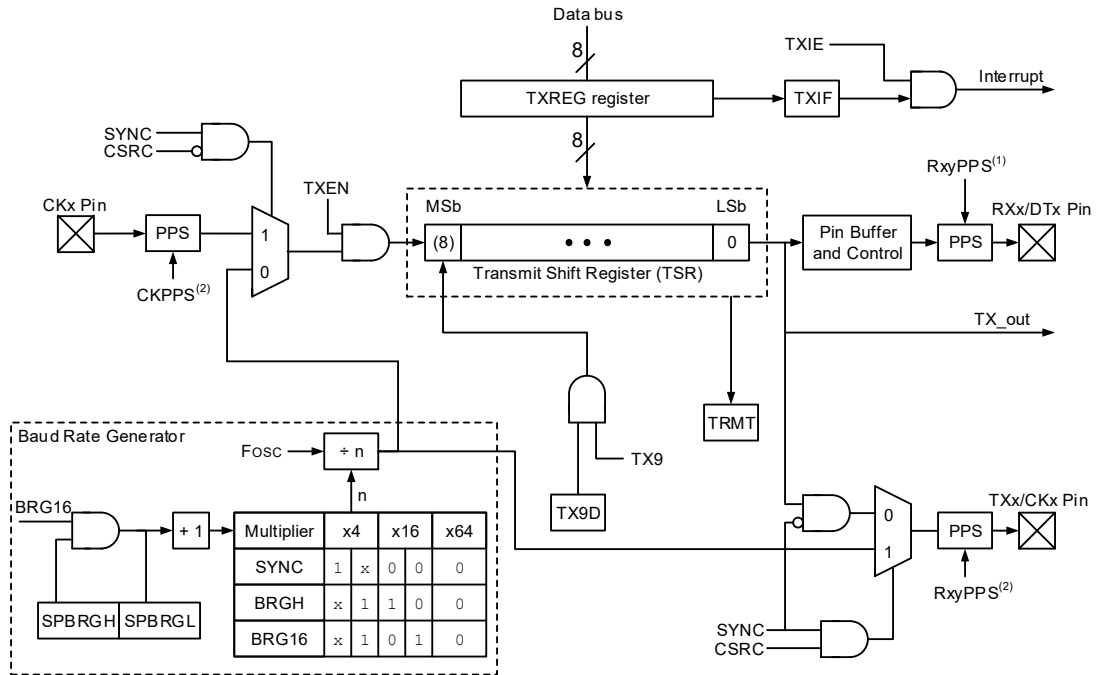 Data bus
8
TXIE
TXREG register
TXIF
Interrupt
SYNC
CSRC
8
RxyPPS(1)
TXEN
CKx Pin
MSb
LSb
RXx/DTx Pin
PPS
1
(8)
• • •
0
Pin Buffer
and Control
PPS
0
Transmit Shift Register (TSR)
CKPPS(2)
TX_out
TRMT
Baud Rate Generator
FOSC
÷ n
TX9
n
TX9D
BRG16
+ 1
Multiplier x4 x16 x64
SYNC 1 x 0 0 0
BRGH x 1 1 0 0
BRG16 x 1 0 1 0
SPBRGH
SPBRGL
TXx/CKx Pin
0
PPS
1
RxyPPS(2)
SYNC
CSRC